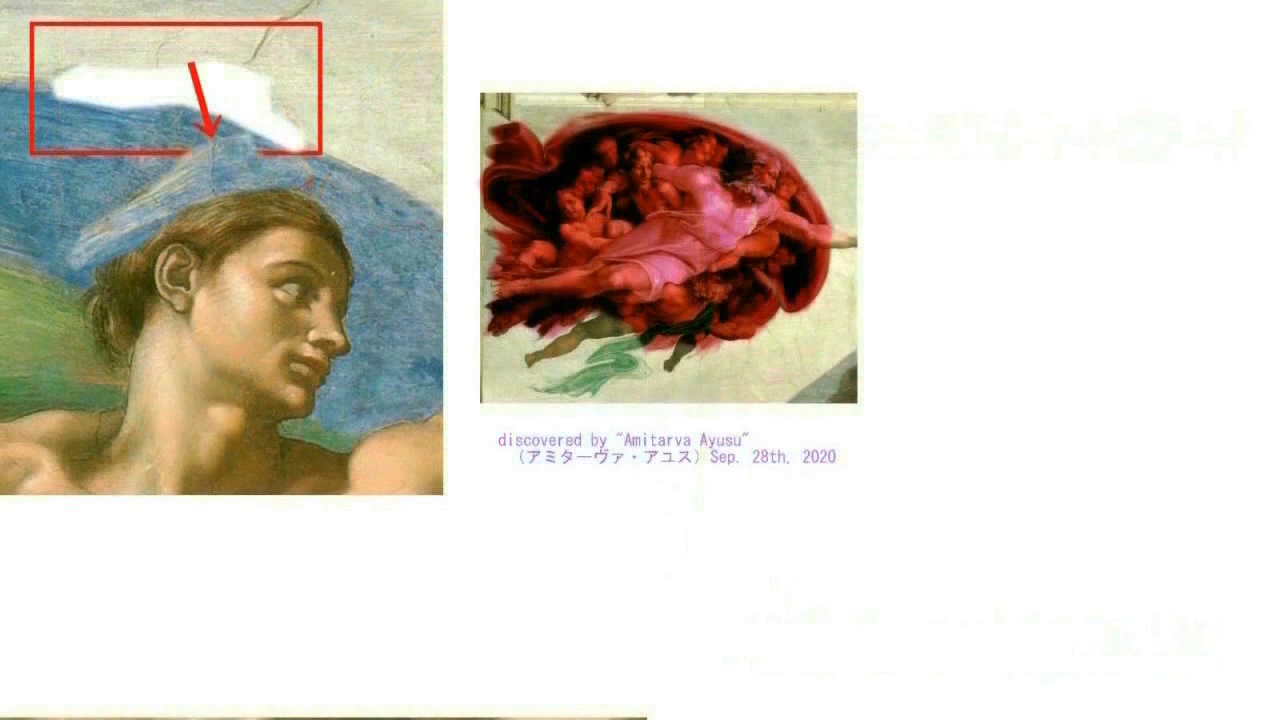 discovered by "Amitarva Ayusu"
(アミターヴァ・アユス) Sep. 28th, 2020